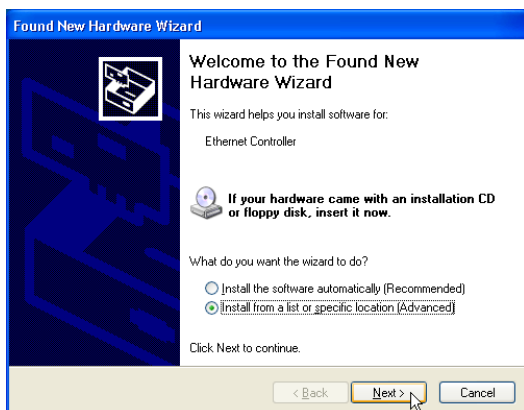 Found New Hardware Wizard
Welcome to the Found New
Hardware Wizard
This wizard helps you install software for:
Ethernet Controller
If your hardware came with an installation CD
or floppy disk, insert it now.
What do you want the wizard to do?
Install the software automatically (Recommended)
Install from a list or specific location (Advanced)
Click Next to continue.
< Back Next > Cancel